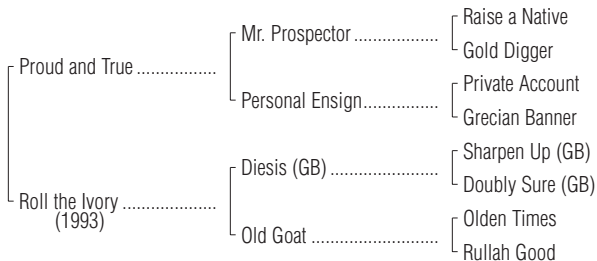 Raise a Native
Mr. Prospector ..................
Gold Digger
Proud and True .................
Private Account
Personal Ensign................
Grecian Banner
Sharpen Up (GB)
Diesis (GB) .......................
Doubly Sure (GB)
Roll the Ivory ....................
(1993)
Olden Times
Old Goat ...........................
Rullah Good